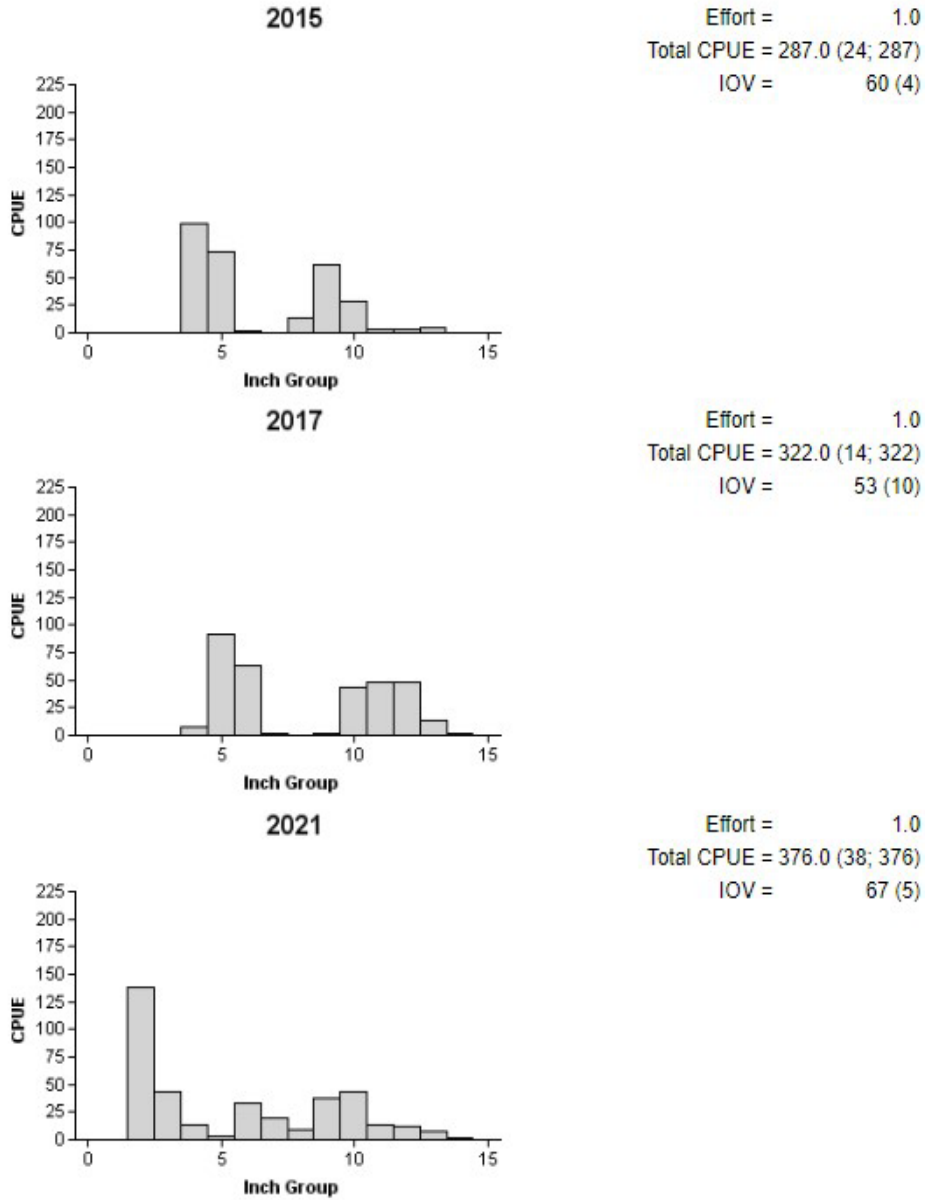 2015
Effort = 1.0
Total CPUE = 287.0 (24; 287)
IOV = 60 (4)
225
200
175
150
125
100
75
50
25
0
CPUE
0 5 10 15
Inch Group
2017
Effort = 1.0
Total CPUE = 322.0 (14; 322)
IOV = 53 (10)
225
200
175
150
125
100
75
50
25
0
CPUE
0 5 10 15
Inch Group
2021
Effort = 1.0
Total CPUE = 376.0 (38; 376)
IOV = 67 (5)
225
200
175
150
125
100
75
50
25
0
CPUE
0 5 10 15
Inch Group